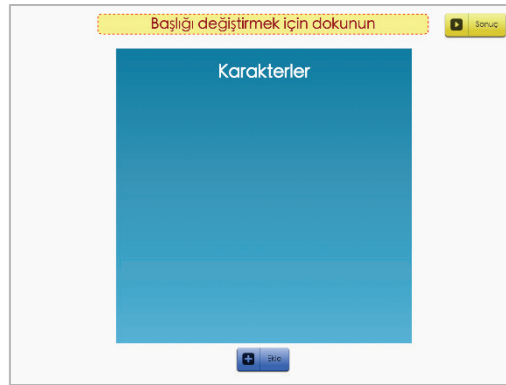 Başlığı değiştirmek için dokunun
Sonuç
Karakterler
Ekle